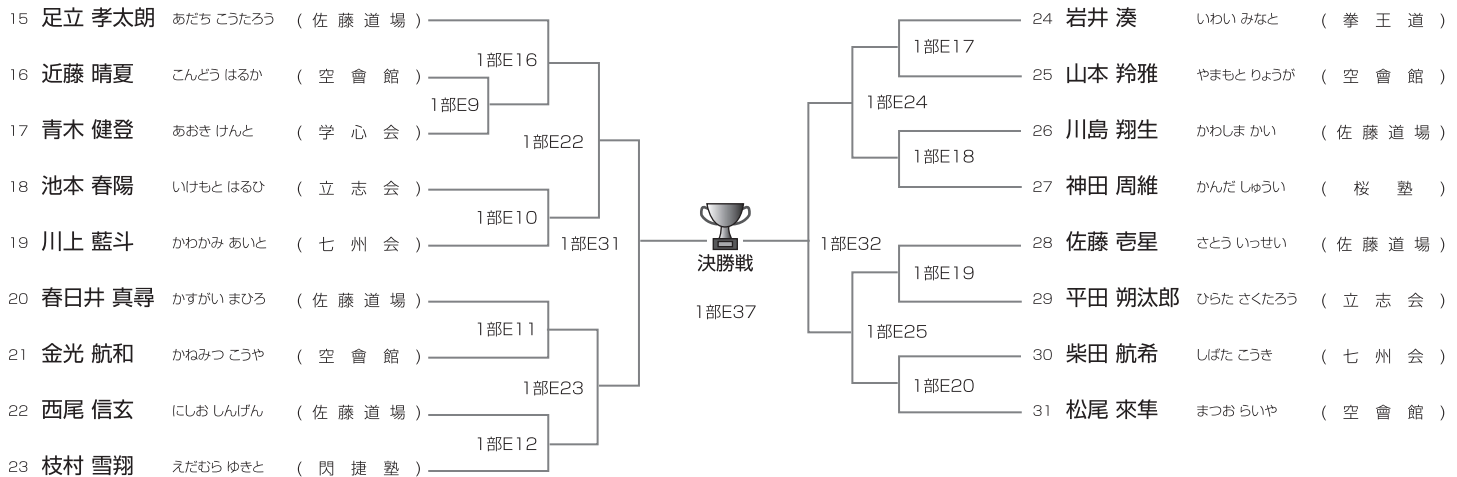 15 足立 孝太朗 あだち こうたろう (佐藤道場)
1部E16
16 近藤 晴夏 こんどう はるか (空會館)
1部E9
17 青木 健登 あおき けんと (学心会)
1部E22
18 池本 春陽 いけもと はるひ (立志会)
1部E10
19 川上 藍斗 かわかみ あいと (七州会)
1部E31
20 春日井 真尋 かすがい まひろ (佐藤道場)
1部E11
21 金光 航和 かねみつ こうや (空會館)
1部E23
22 西尾 信玄 にしお しんげん (佐藤道場)
1部E12
23 枝村 雪翔 えだむら ゆきと (閃捷塾)
決勝戦
1部E37
24 岩井 湊 いわい みなと (拳王道)
1部E17
25 山本 羚雅 やまもと りょうが (空會館)
1部E24
26 川島 翔生 かわしま かい (佐藤道場)
1部E18
27 神田 周維 かんだ しゅうい (桜塾)
1部E32
28 佐藤 壱星 さとう いっせい (佐藤道場)
1部E19
29 平田 朔汰郎 ひらた さくたろう (立志会)
1部E25
30 柴田 航希 しばた こうき (七州会)
1部E20
31 松尾 來隼 まつお らいや (空會館)